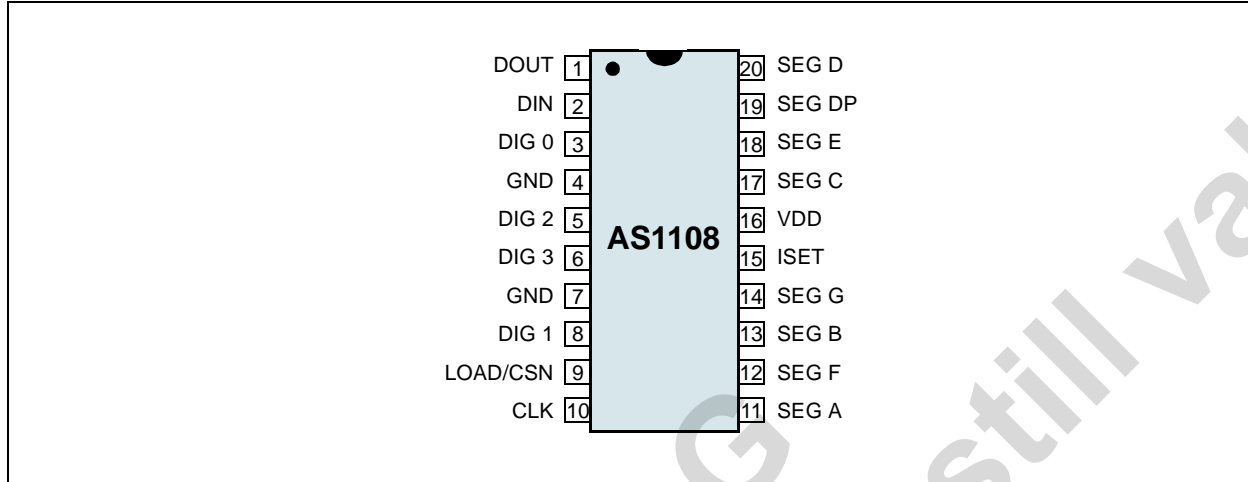 DOUT 1 20 SEG D
DIN 2 19 SEG DP
DIG 0 3 18 SEG E
GND 4 17 SEG C
DIG 2 5 16 VDD
AS1108
DIG 3 6 15 ISET
GND 7 14 SEG G
DIG 1 8 13 SEG B
LOAD/CSN 9 12 SEG F
CLK 10 11 SEG A
G
still